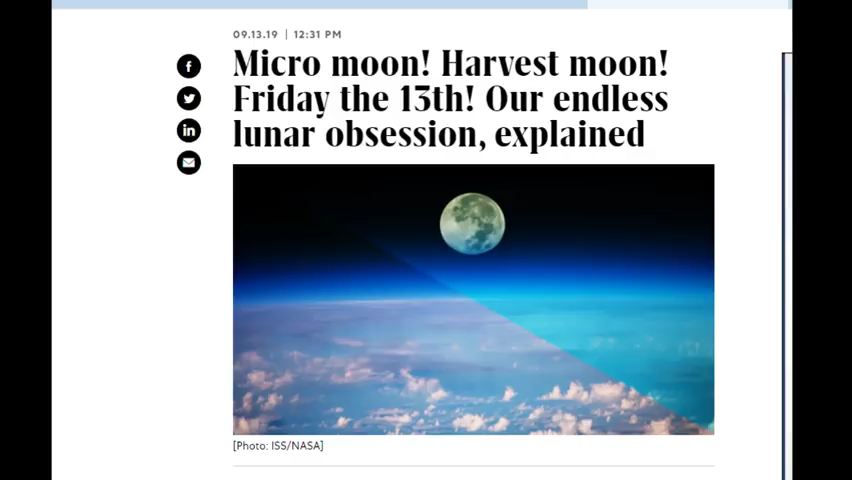 09.13.19 | 12:31 PM
Micro moon! Harvest moon!
Friday the 13th! Our endless
lunar obsession, explained
[Photo: ISS/NASA]